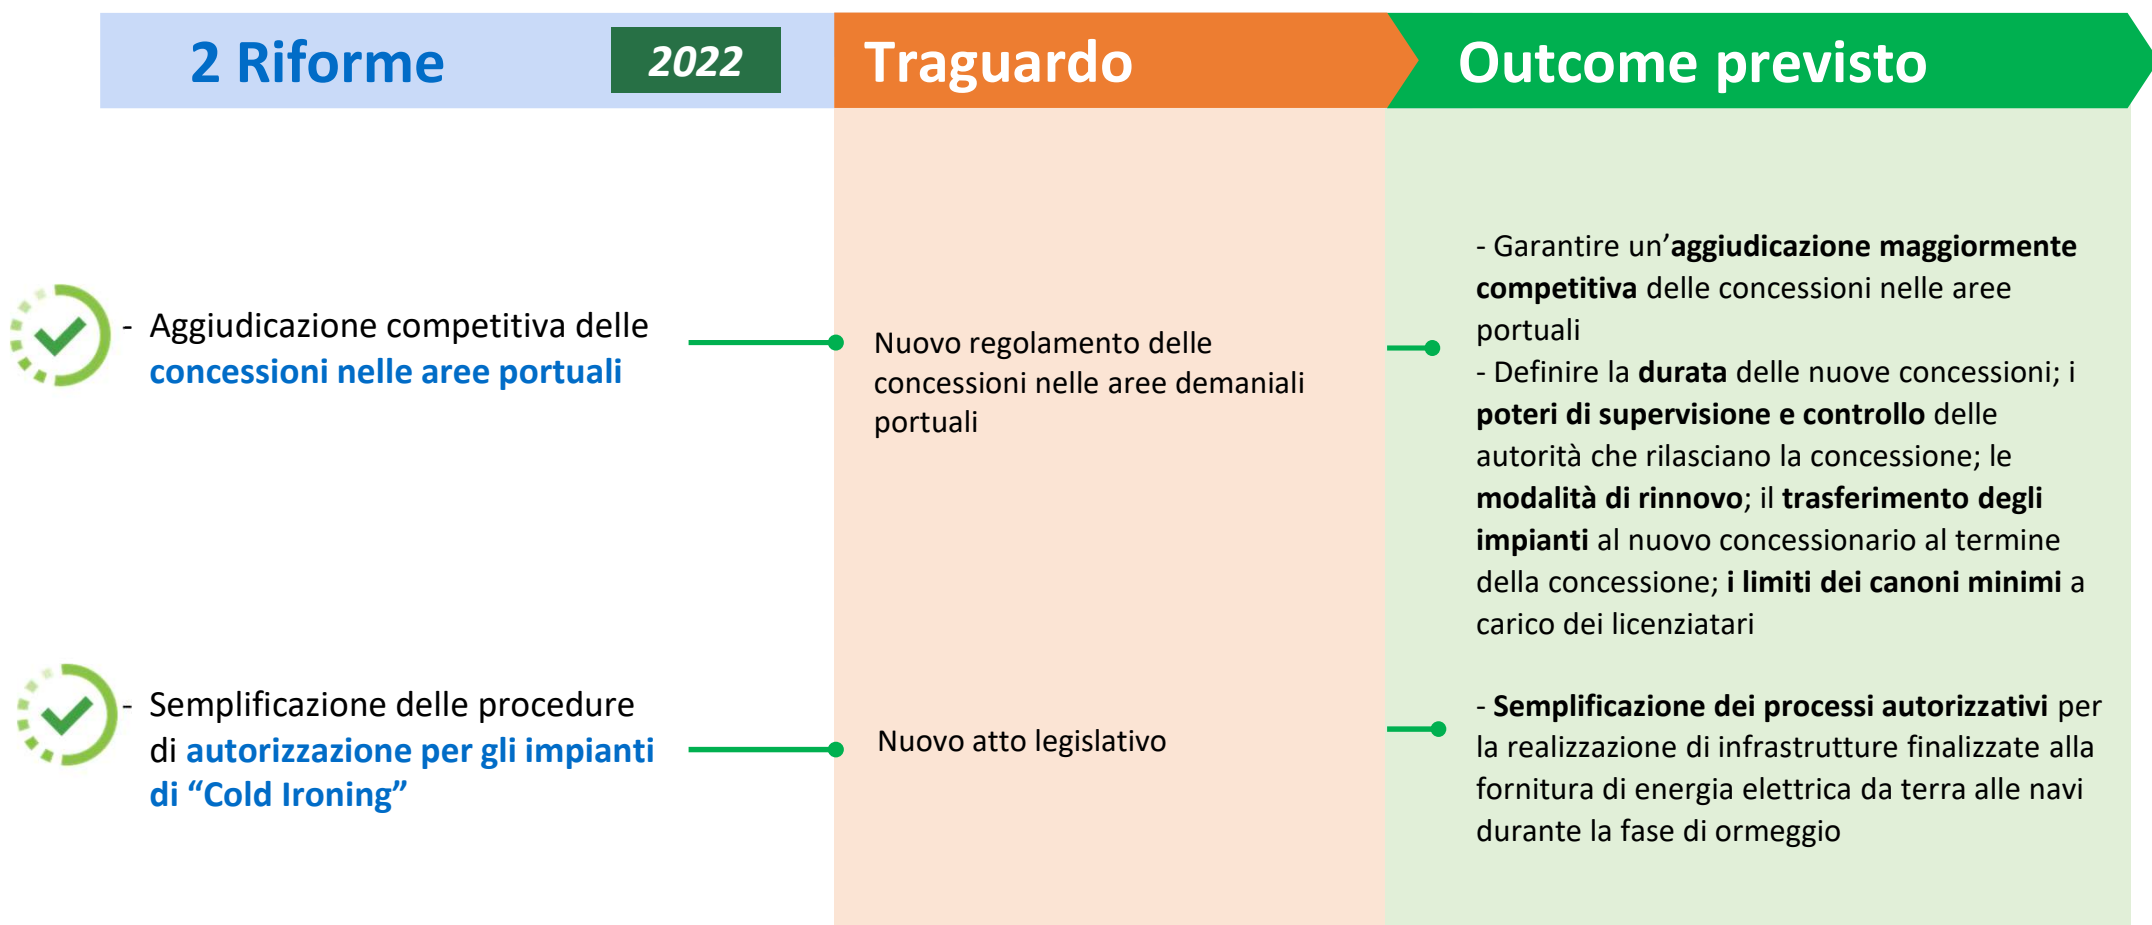 2 Riforme
2022
Traguardo
Outcome previsto
- Aggiudicazione competitiva delle
concessioni nelle aree portuali
Nuovo regolamento delle
concessioni nelle aree demaniali
portuali
- Garantire un’aggiudicazione maggiormente
competitiva delle concessioni nelle aree
portuali
- Definire la durata delle nuove concessioni; i
poteri di supervisione e controllo delle
autorità che rilasciano la concessione; le
modalità di rinnovo; il trasferimento degli
impianti al nuovo concessionario al termine
della concessione; i limiti dei canoni minimi a
carico dei licenziatari
- Semplificazione delle procedure
di autorizzazione per gli impianti
di “Cold Ironing”
Nuovo atto legislativo
- Semplificazione dei processi autorizzativi per
la realizzazione di infrastrutture finalizzate alla
fornitura di energia elettrica da terra alle navi
durante la fase di ormeggio